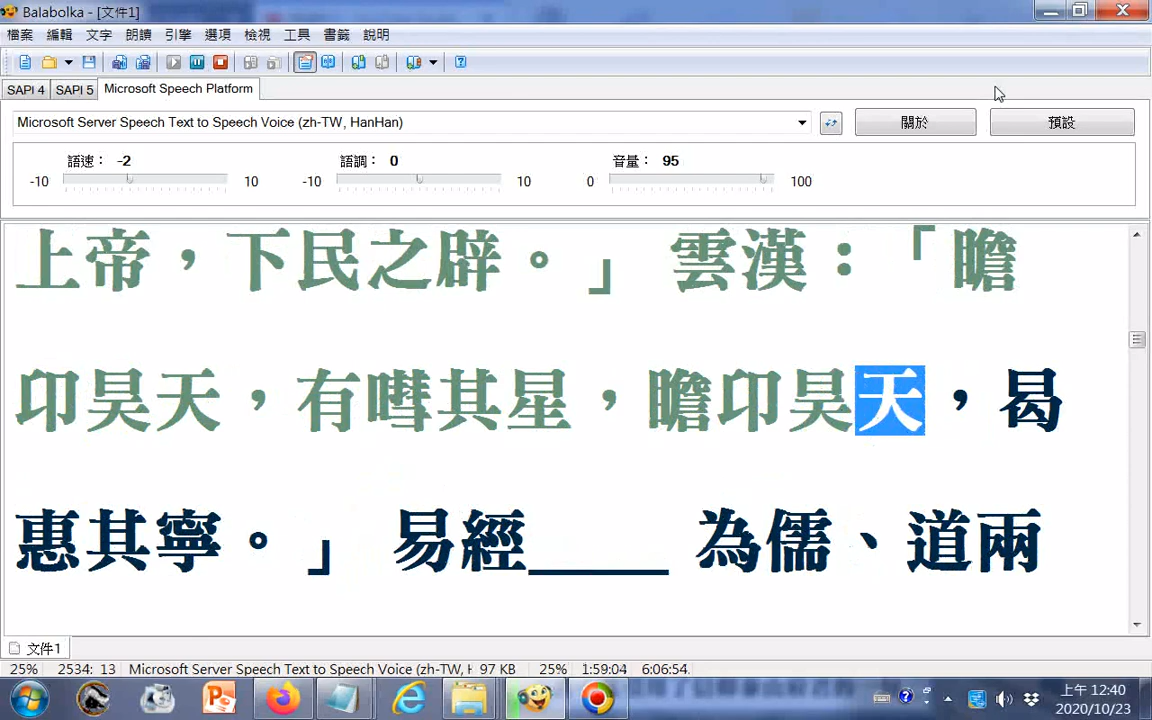 Balabolka - [文件1]
檔案 編輯 文字 朗讀 引擎 選項 檢視 工具 書籤 說明
SAPI 4 SAPI 5 Microsoft Speech Platform
Microsoft Server Speech Text to Speech Voice (zh-TW, HanHan) 關於 預設
語速： -2 語調： 0 音量： 95
-10 10 -10 10 0 100
上帝，下民之辟。」 雲漢：「瞻
卬昊天，有嘒其星，瞻卬昊天，曷
惠其寧。」 易經_____ 為儒、道兩
文件1
25% 2534: 13 Microsoft Server Speech Text to Speech Voice (zh-TW, H 97 KB 25% 1:59:04 6:06:54.
上午 12:40
2020/10/23